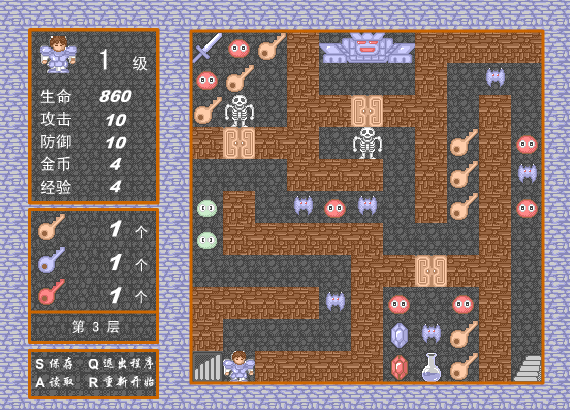 1 级
生命 860
攻击 10
防御 10
金币 4
经验 4
1 个
1 个
1 个
第 3 层
S 保存 Q 退出程序
A 读取 R 重新开始